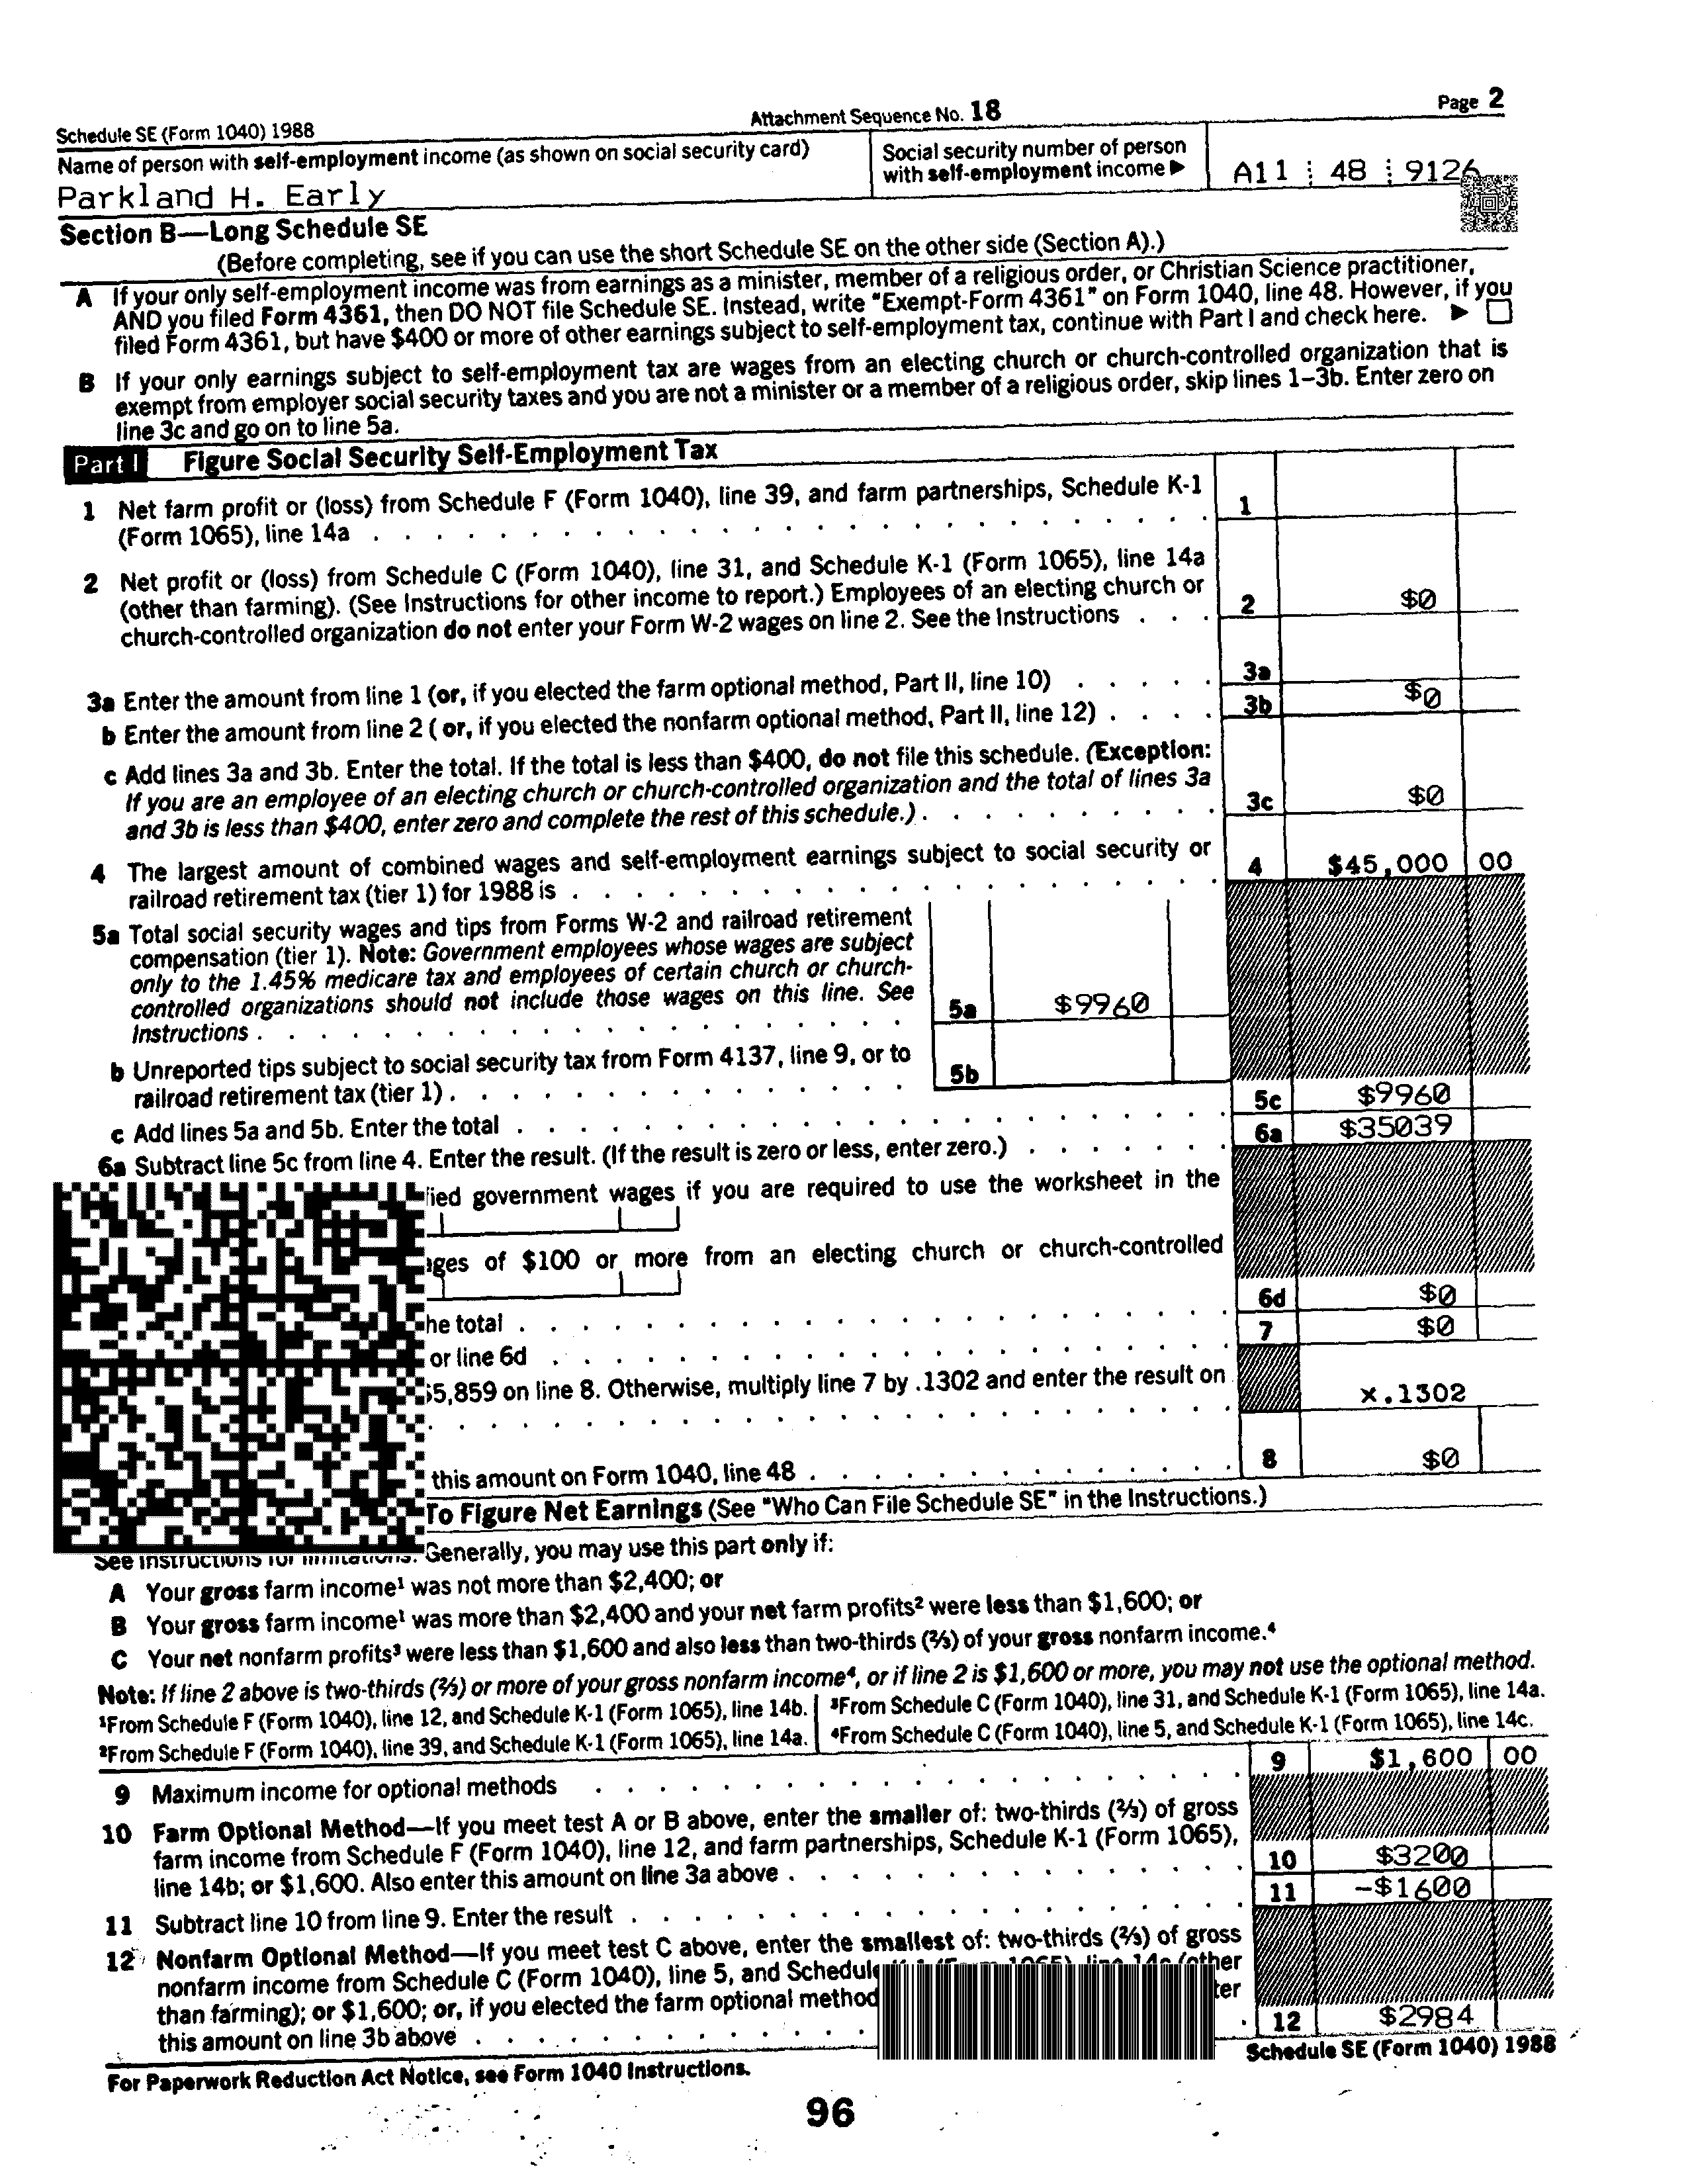 Schedule SE (Form 1040) 1988
Attachment Sequence No. 18
Page 2
Name of person with self-employment income (as shown on social security card)
Parkland H. Early
Social security number of person
with self-employment income ▶
A11 48 9126
Section B—Long Schedule SE
(Before completing, see if you can use the short Schedule SE on the other side (Section A).)
A If your only self-employment income was from earnings as a minister, member of a religious order, or Christian Science practitioner,
AND you filed Form 4361, then DO NOT file Schedule SE. Instead, write "Exempt-Form 4361" on Form 1040, line 48. However, if you
filed Form 4361, but have $400 or more of other earnings subject to self-employment tax, continue with Part I and check here. ▶
B If your only earnings subject to self-employment tax are wages from an electing church or church-controlled organization that is
exempt from employer social security taxes and you are not a minister or a member of a religious order, skip lines 1–3b. Enter zero on
line 3c and go on to line 5a.
Part I Figure Social Security Self-Employment Tax
1 Net farm profit or (loss) from Schedule F (Form 1040), line 39, and farm partnerships, Schedule K-1
(Form 1065), line 14a
1
2 Net profit or (loss) from Schedule C (Form 1040), line 31, and Schedule K-1 (Form 1065), line 14a
(other than farming). (See Instructions for other income to report.) Employees of an electing church or
church-controlled organization do not enter your Form W-2 wages on line 2. See the Instructions
2 $0
3a Enter the amount from line 1 (or, if you elected the farm optional method, Part II, line 10)
3a
b Enter the amount from line 2 ( or, if you elected the nonfarm optional method, Part II, line 12)
3b $0
c Add lines 3a and 3b. Enter the total. If the total is less than $400, do not file this schedule. (Exception:
If you are an employee of an electing church or church-controlled organization and the total of lines 3a
and 3b is less than $400, enter zero and complete the rest of this schedule.)
3c $0
4 The largest amount of combined wages and self-employment earnings subject to social security or
railroad retirement tax (tier 1) for 1988 is
4 $45,000 00
5a Total social security wages and tips from Forms W-2 and railroad retirement
compensation (tier 1). Note: Government employees whose wages are subject
only to the 1.45% medicare tax and employees of certain church or church-
controlled organizations should not include those wages on this line. See
Instructions
5a $9960
b Unreported tips subject to social security tax from Form 4137, line 9, or to
railroad retirement tax (tier 1)
5b
c Add lines 5a and 5b. Enter the total
5c $9960
6a Subtract line 5c from line 4. Enter the result. (If the result is zero or less, enter zero.)
6a $35039
government wages if you are required to use the worksheet in the
of $100 or more from an electing church or church-controlled
total
6d $0
or line 6d
7 $0
on line 8. Otherwise, multiply line 7 by .1302 and enter the result on
x.1302
this amount on Form 1040, line 48
8 $0
To Figure Net Earnings (See "Who Can File Schedule SE" in the Instructions.)
See Instructions for limitations. Generally, you may use this part only if:
A Your gross farm income¹ was not more than $2,400; or
B Your gross farm income¹ was more than $2,400 and your net farm profits² were less than $1,600; or
C Your net nonfarm profits³ were less than $1,600 and also less than two-thirds (⅔) of your gross nonfarm income.⁴
Note: If line 2 above is two-thirds (⅔) or more of your gross nonfarm income⁴, or if line 2 is $1,600 or more, you may not use the optional method.
¹From Schedule F (Form 1040), line 12, and Schedule K-1 (Form 1065), line 14b.
²From Schedule F (Form 1040), line 39, and Schedule K-1 (Form 1065), line 14a.
³From Schedule C (Form 1040), line 31, and Schedule K-1 (Form 1065), line 14a.
⁴From Schedule C (Form 1040), line 5, and Schedule K-1 (Form 1065), line 14c.
9 Maximum income for optional methods
9 $1,600 00
10 Farm Optional Method—If you meet test A or B above, enter the smaller of: two-thirds (⅔) of gross
farm income from Schedule F (Form 1040), line 12, and farm partnerships, Schedule K-1 (Form 1065),
line 14b; or $1,600. Also enter this amount on line 3a above
10 $3200
11 Subtract line 10 from line 9. Enter the result
11 -$1600
12 Nonfarm Optional Method—If you meet test C above, enter the smallest of: two-thirds (⅔) of gross
nonfarm income from Schedule C (Form 1040), line 5, and Schedule K-1 (Form 1065), line 14c (other
than farming); or $1,600; or, if you elected the farm optional method
this amount on line 3b above
12 $2984
For Paperwork Reduction Act Notice, see Form 1040 Instructions.
Schedule SE (Form 1040) 1988
96